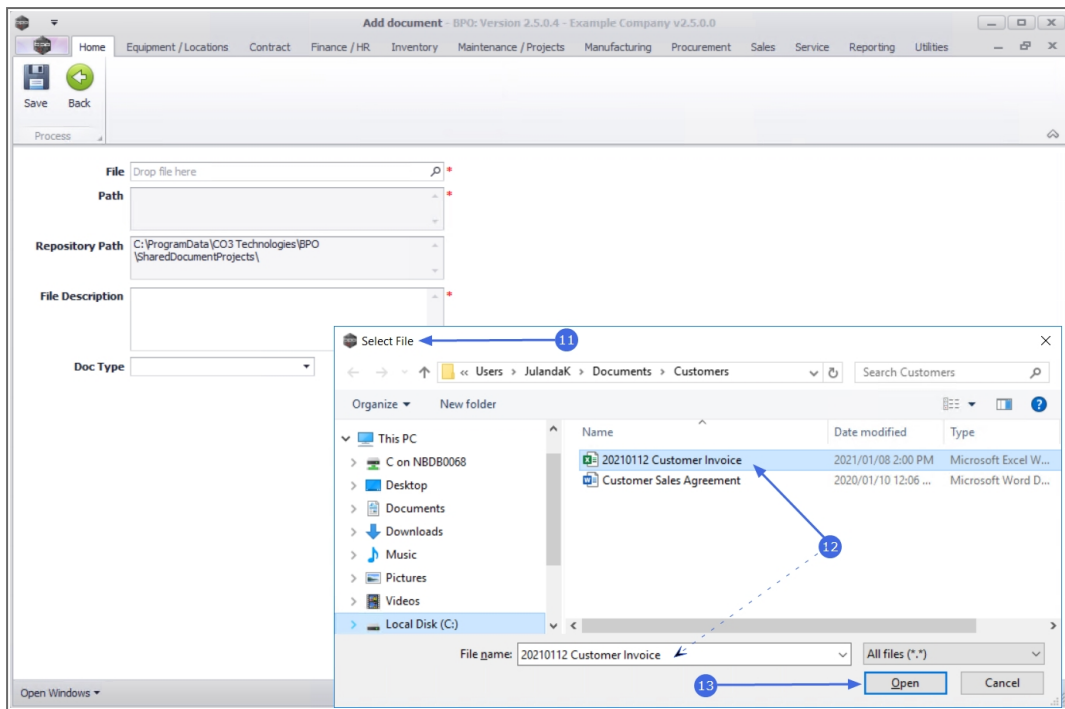 Add document - BPO: Version 2.5.0.4 - Example Company v2.5.0.0
Home Equipment / Locations Contract Finance / HR Inventory Maintenance / Projects Manufacturing Procurement Sales Service Reporting Utilities
Save Back
Process
File Drop file here *
Path *
Repository Path C:\ProgramData\CO3 Technologies\BPO
\SharedDocumentProjects\
File Description *
Doc Type
Select File 11
« Users > JulandaK > Documents > Customers Search Customers
Organize New folder
Name Date modified Type
This PC
20210112 Customer Invoice 2021/01/08 2:00 PM Microsoft Excel W...
C on NBDB0068
Customer Sales Agreement 2020/01/10 12:06 ... Microsoft Word D...
Desktop
Documents
Downloads
12
Music
Pictures
Videos
Local Disk (C:)
File name: 20210112 Customer Invoice All files (*.*)
13 Open Cancel
Open Windows